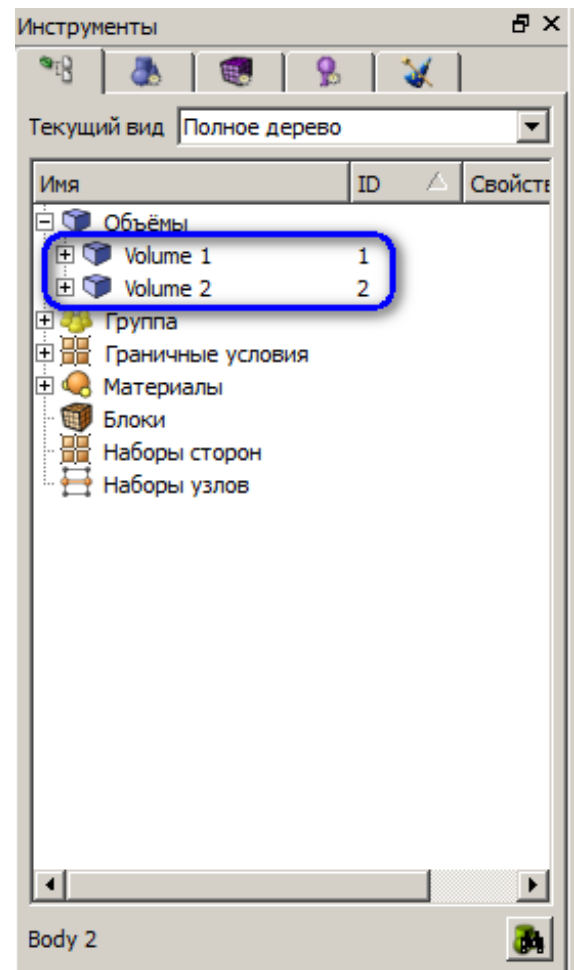 Инструменты
Текущий вид Полное дерево
Имя ID Свойств
Объёмы
Volume 1 1
Volume 2 2
Группа
Граничные условия
Материалы
Блоки
Наборы сторон
Наборы узлов
Body 2